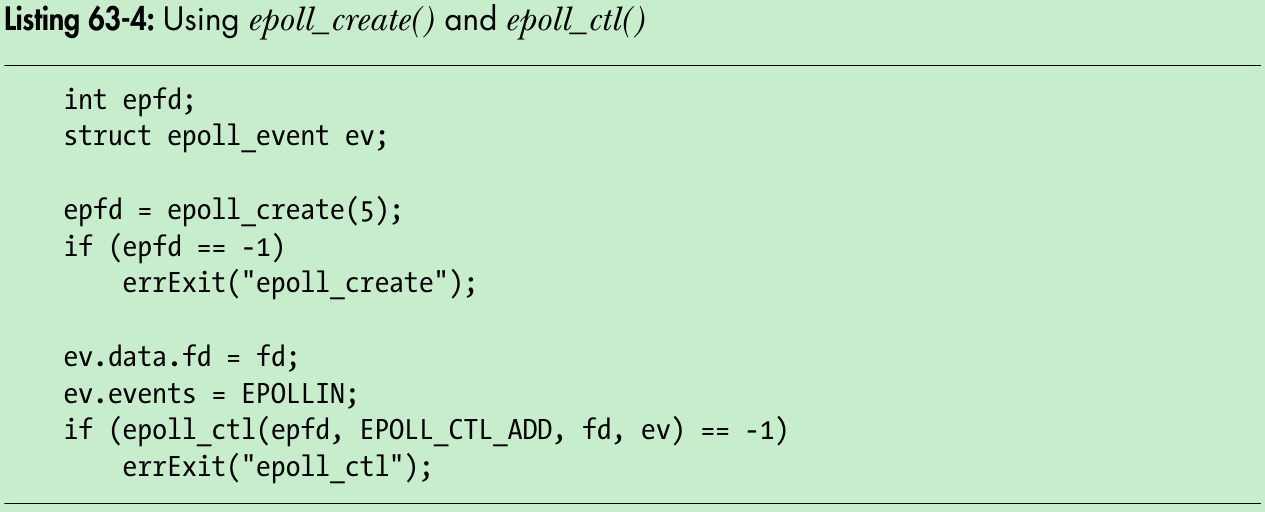 Listing 63-4: Using epoll_create() and epoll_ctl()
int epfd;
struct epoll_event ev;
epfd = epoll_create(5);
if (epfd == -1)
    errExit("epoll_create");
ev.data.fd = fd;
ev.events = EPOLLIN;
if (epoll_ctl(epfd, EPOLL_CTL_ADD, fd, ev) == -1)
    errExit("epoll_ctl");